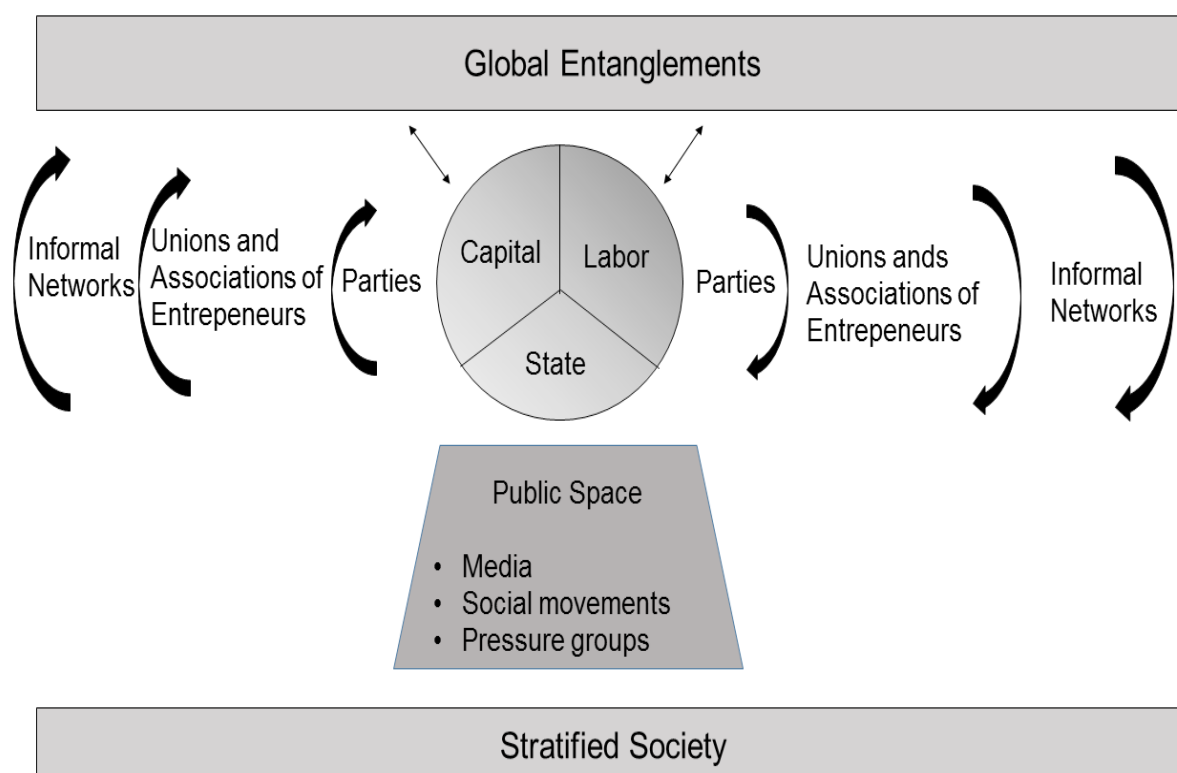 Global Entanglements
Informal
Networks
Unions and
Associations of
Entrepeneurs
Parties
Capital
Labor
State
Parties
Unions ands
Associations of
Entrepeneurs
Informal
Networks
Public Space
• Media
• Social movements
• Pressure groups
Stratified Society